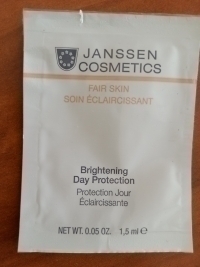 JANSSEN
COSMETICS
FAIR SKIN
SOIN ÉCLAIRCISSANT
Brightening
Day Protection
Protection Jour
Éclaircissante
NET WT. 0.05 OZ. 1,5 ml ℮